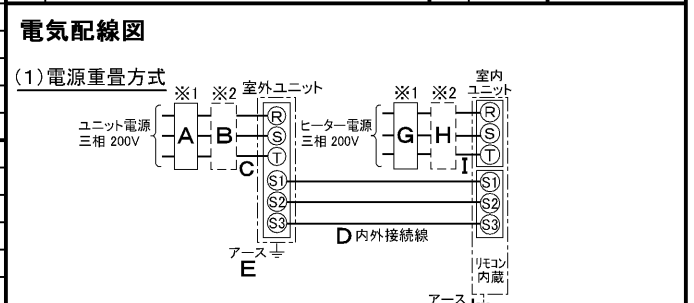 電気配線図
(1)電源重畳方式
※1 ※2 室外ユニット
ユニット電源
三相 200V
A B
C
R
S
T
S1
S2
S3
アース
E
※1 ※2 室内
ユニット
ヒーター電源
三相 200V
G H
I
R
S
T
S1
S2
S3
D 内外接続線
リモコン
内蔵
アース